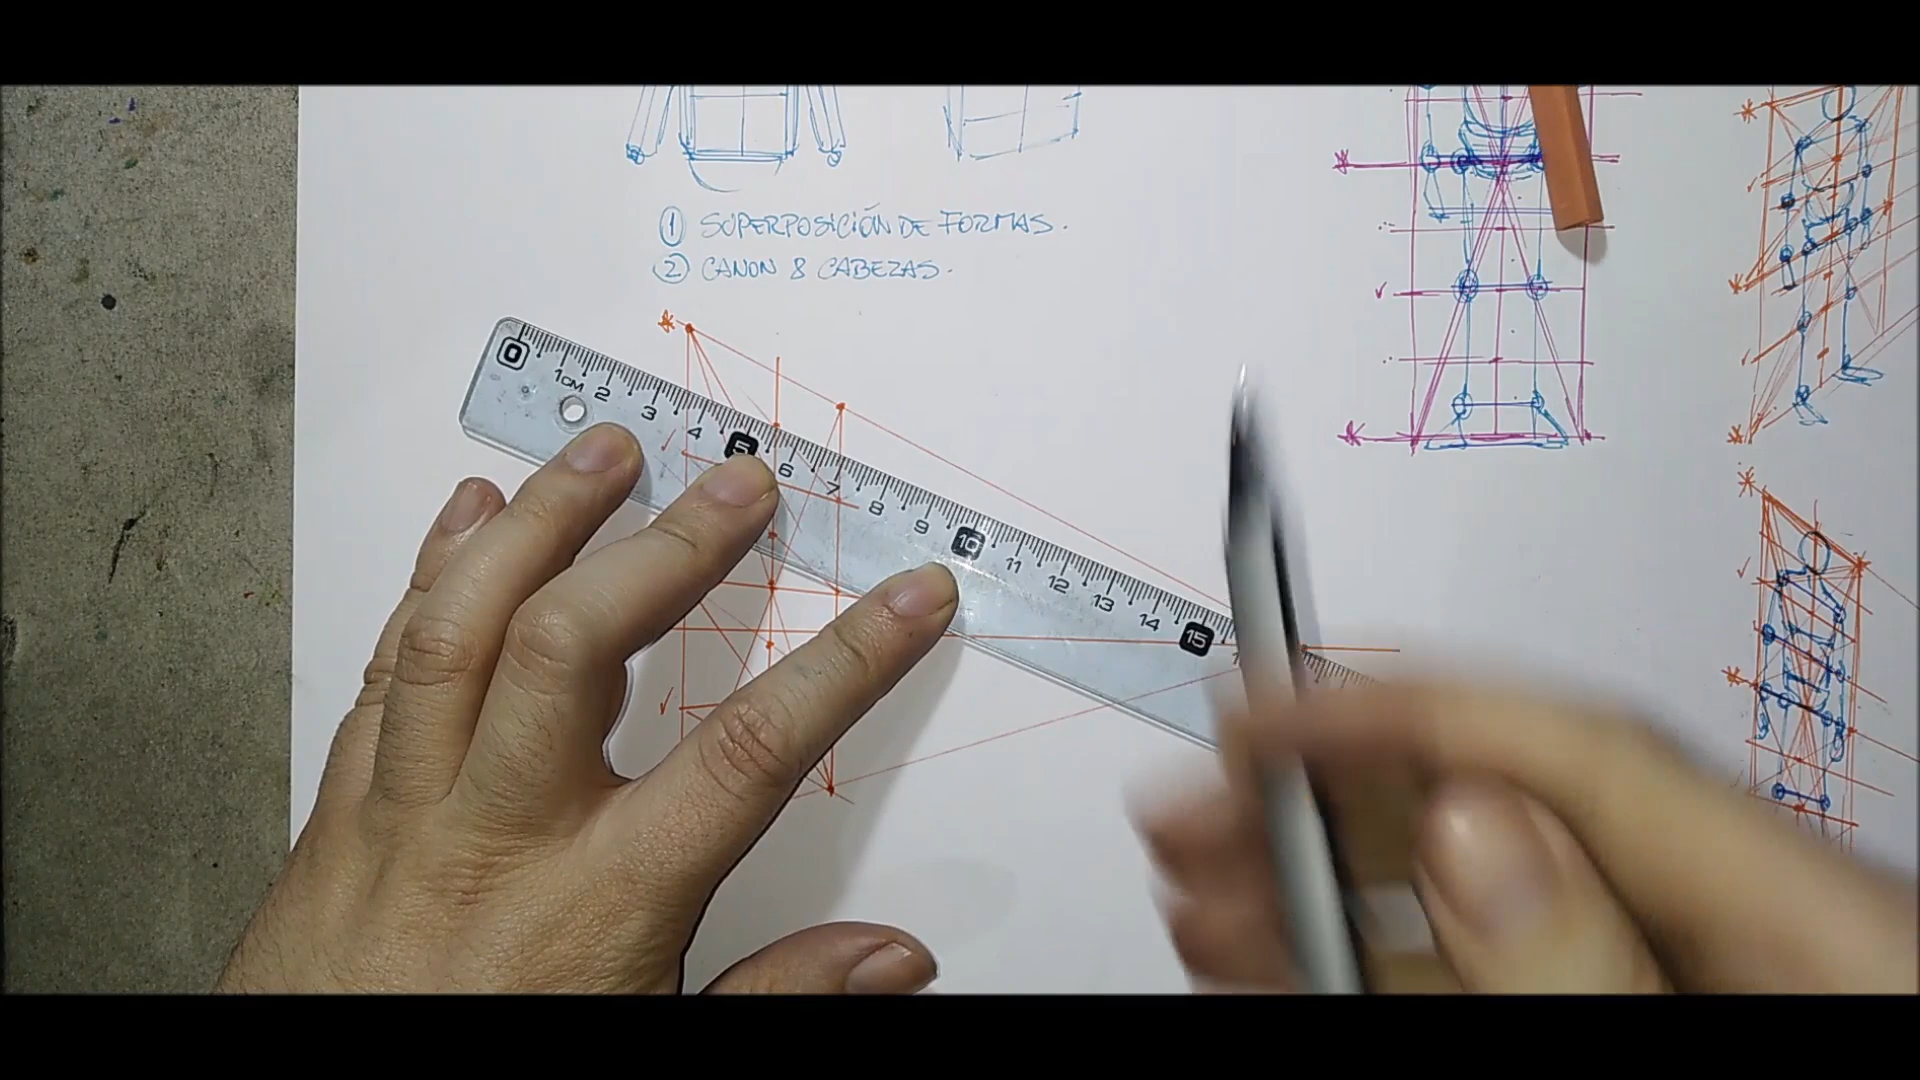 ① SUPERPOSICIÓN DE FORMAS.
② CANON 8 CABEZAS.
0 1CM 2 3 4 5 6 7 8 9 10 11 12 13 14 15